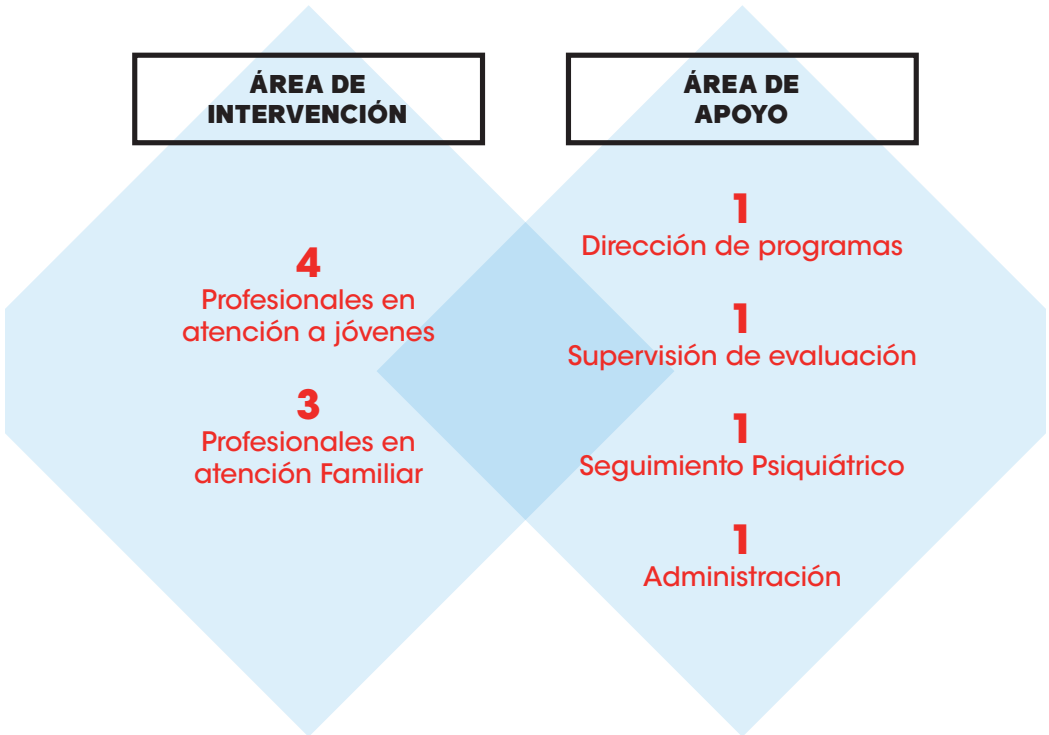 ÁREA DE
INTERVENCIÓN
4
Profesionales en
atención a jóvenes
3
Profesionales en
atención Familiar
ÁREA DE
APOYO
1
Dirección de programas
1
Supervisión de evaluación
1
Seguimiento Psiquiátrico
1
Administración